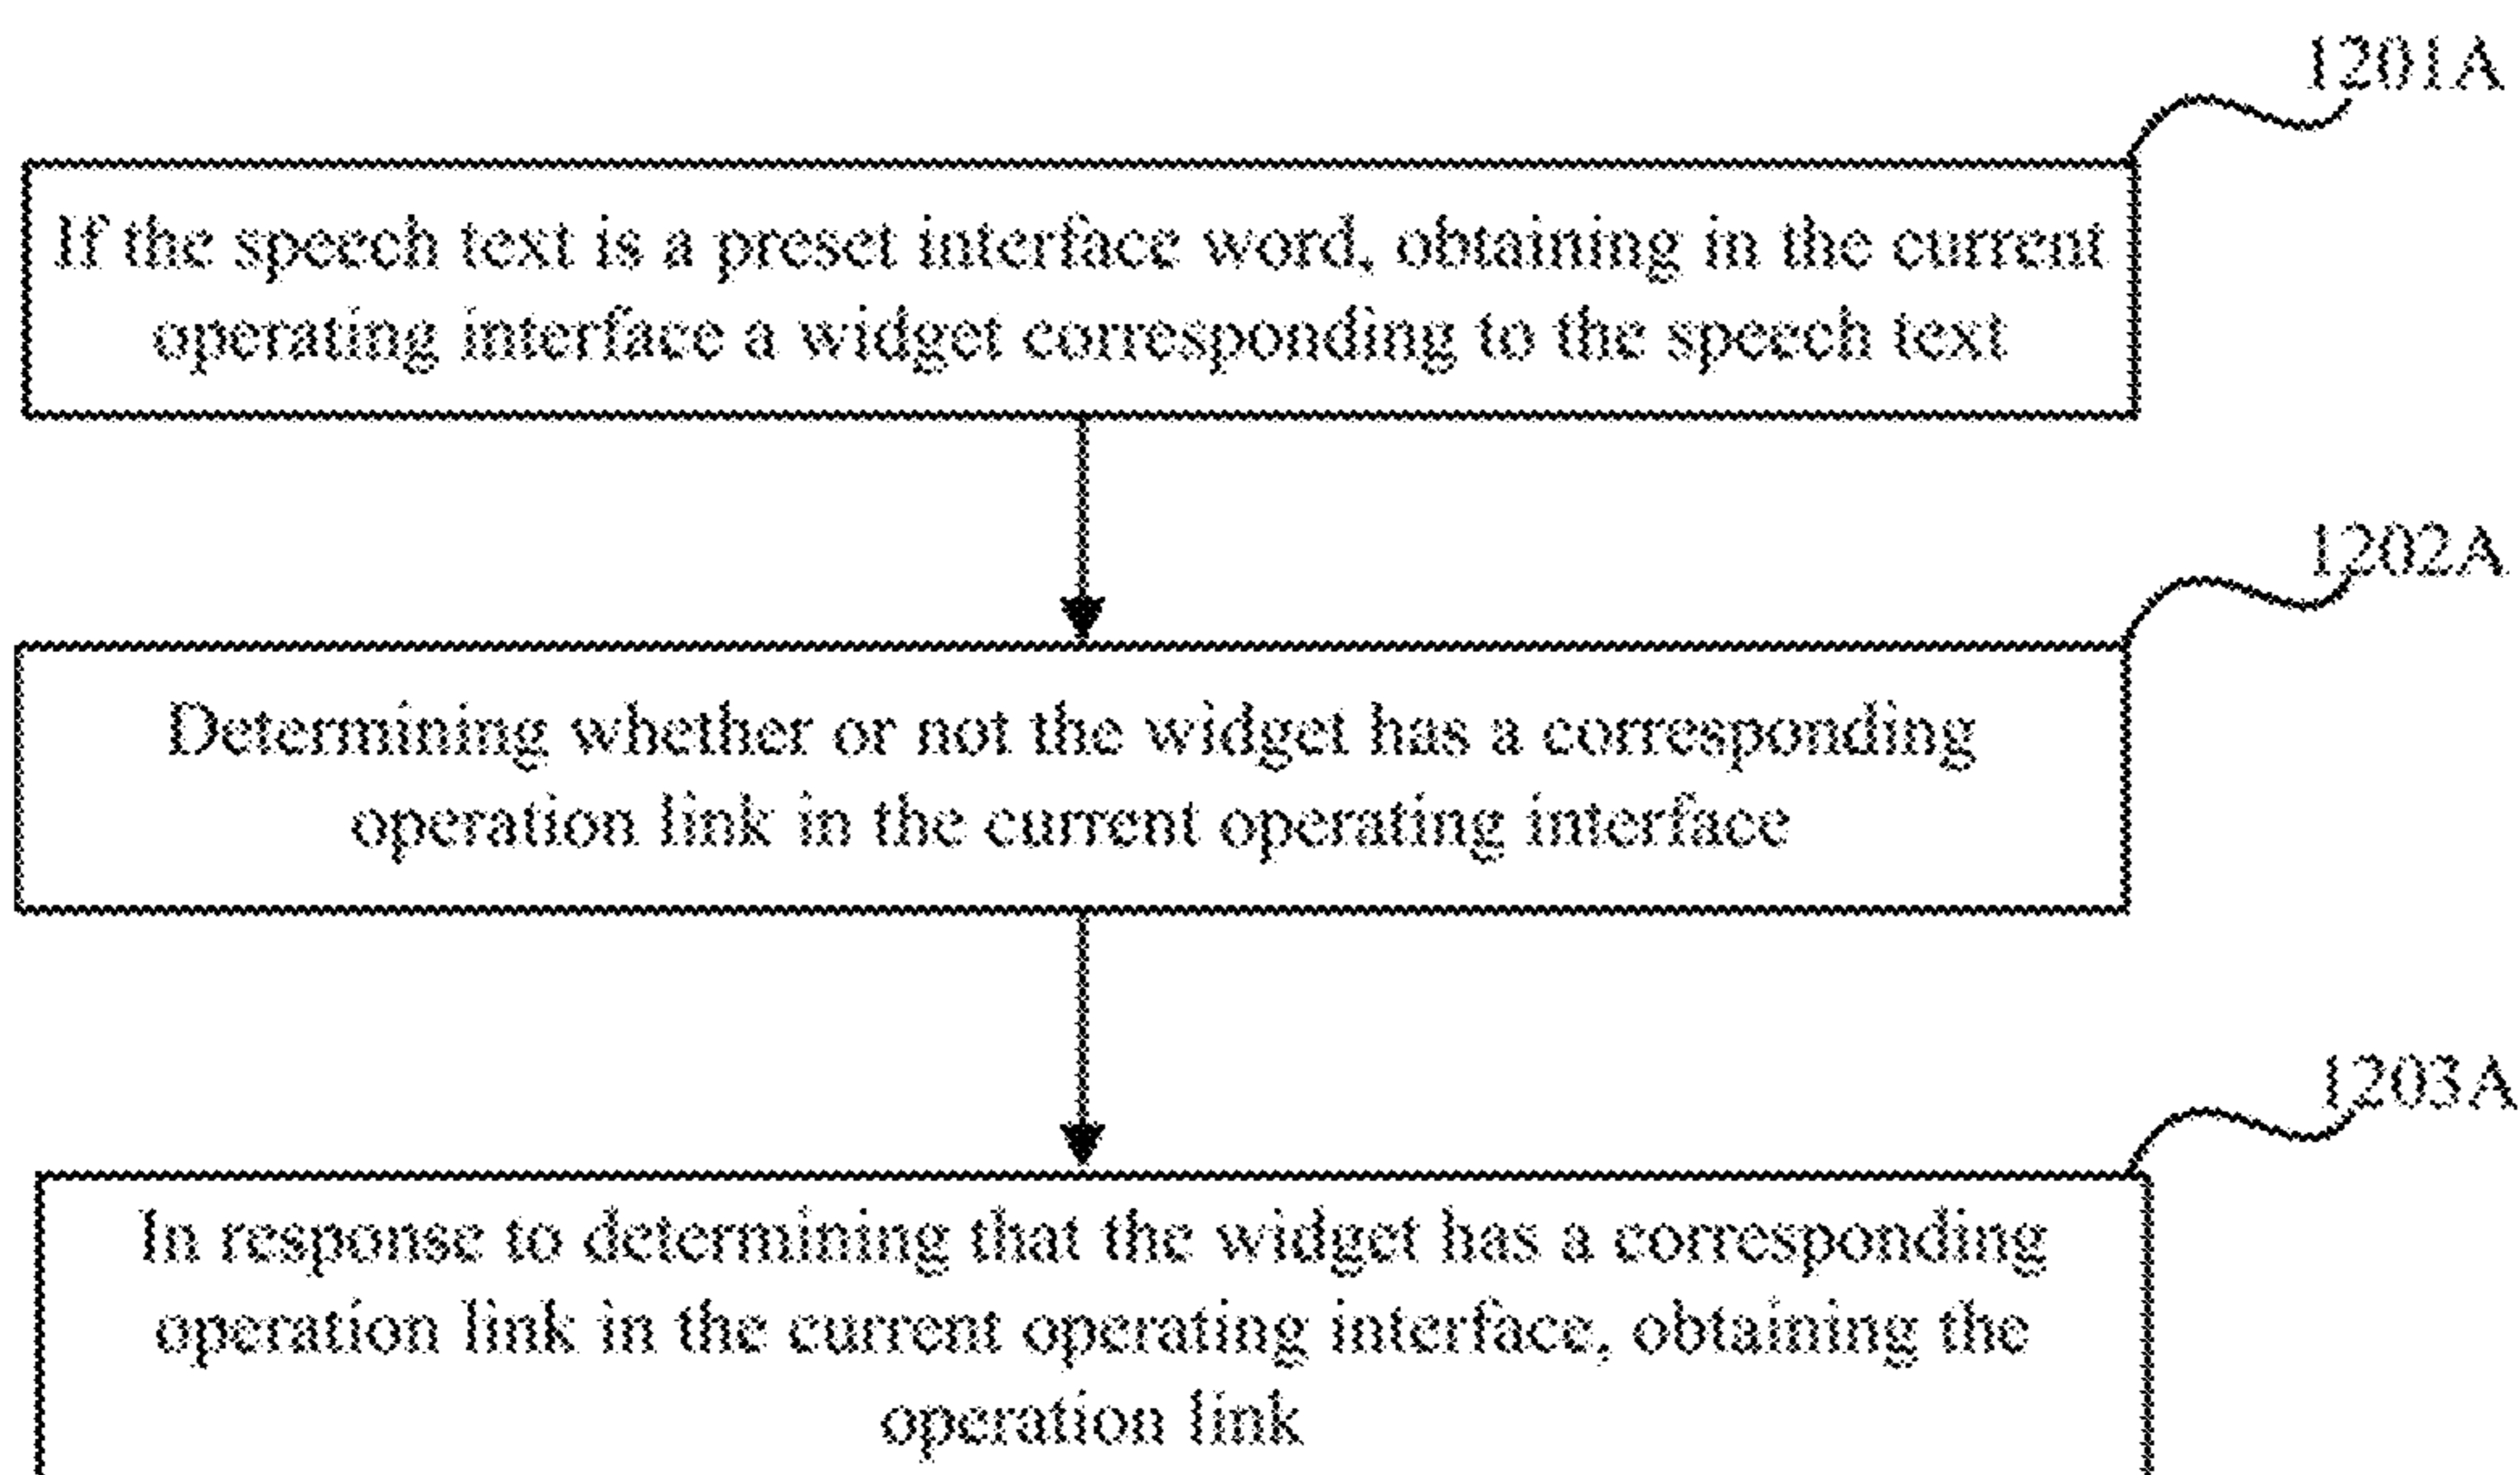 1201A
If the speech text is a preset interface word, obtaining in the current
operating interface a widget corresponding to the speech text
1202A
Determining whether or not the widget has a corresponding
operation link in the current operating interface
1203A
In response to determining that the widget has a corresponding
operation link in the current operating interface, obtaining the
operation link